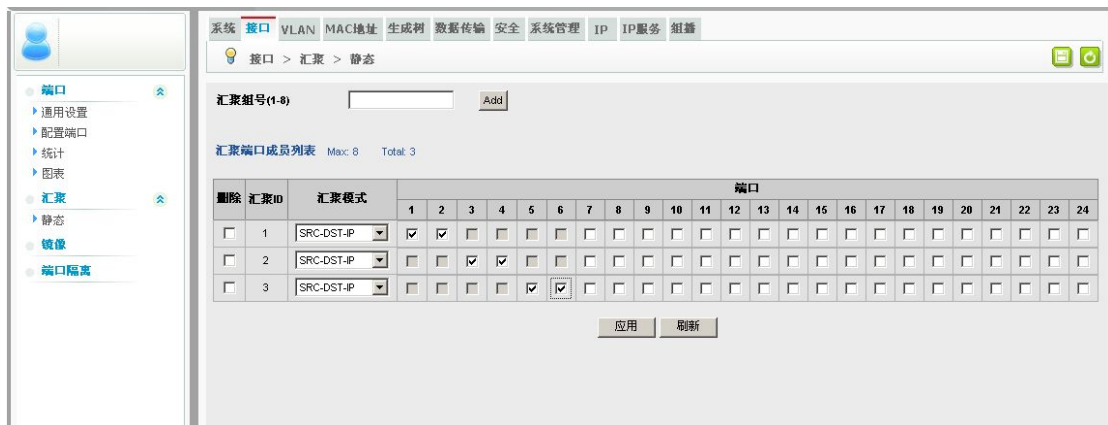 系统 接口 VLAN MAC地址 生成树 数据传输 安全 系统管理 IP IP服务 组播
接口 > 汇聚 > 静态
端口
通用设置
配置端口
统计
图表
汇聚
静态
镜像
端口隔离
汇聚组号(1-8) Add
汇聚端口成员列表 Max: 8 Total: 3
删除 汇聚ID 汇聚模式 端口
1 2 3 4 5 6 7 8 9 10 11 12 13 14 15 16 17 18 19 20 21 22 23 24
1 SRC-DST-IP
2 SRC-DST-IP
3 SRC-DST-IP
应用 刷新